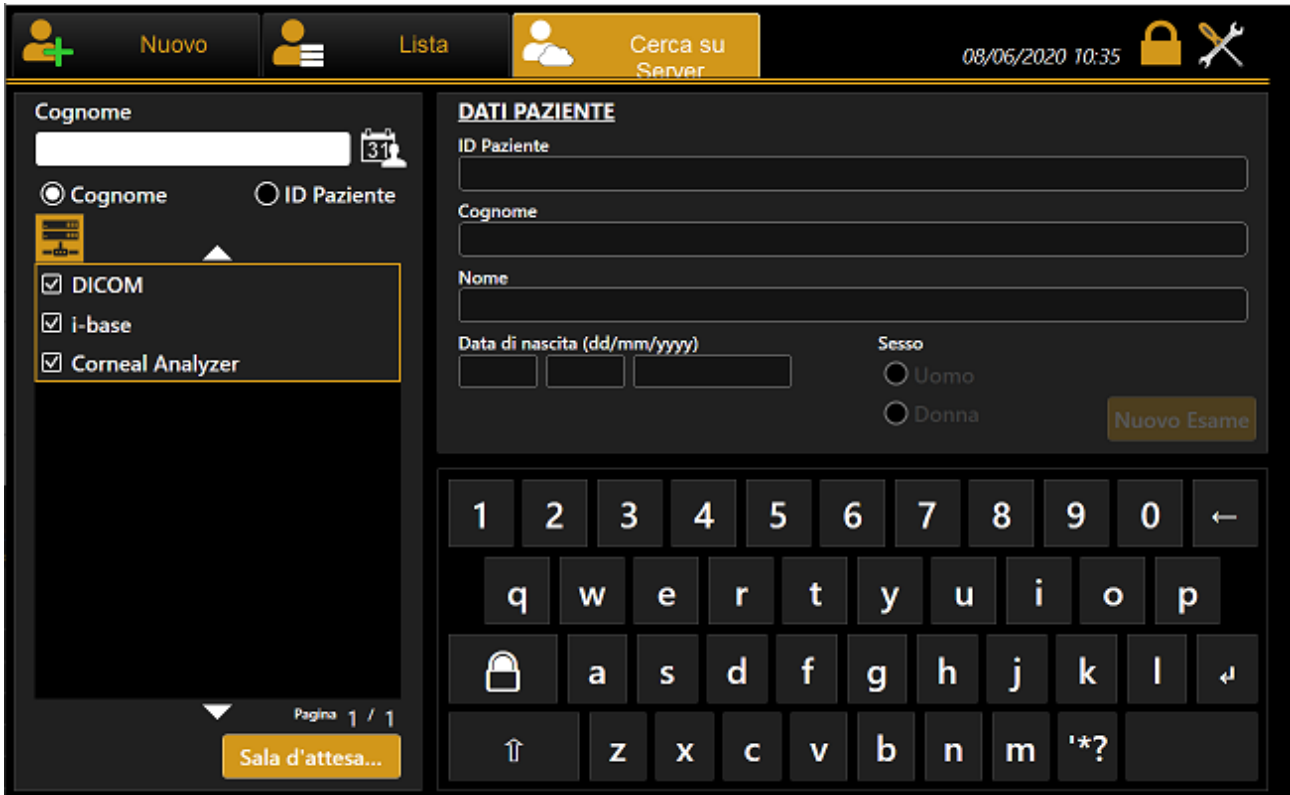 Nuovo
Lista
Cerca su
Server
08/06/2020 10:35
Cognome
31
Cognome
ID Paziente
DICOM
i-base
Corneal Analyzer
Pagina 1 / 1
Sala d'attesa...
DATI PAZIENTE
ID Paziente
Cognome
Nome
Data di nascita (dd/mm/yyyy)
Sesso
Uomo
Donna
Nuovo Esame
1 2 3 4 5 6 7 8 9 0 ←
q w e r t y u i o p
a s d f g h j k l ↲
⇧ z x c v b n m '*?